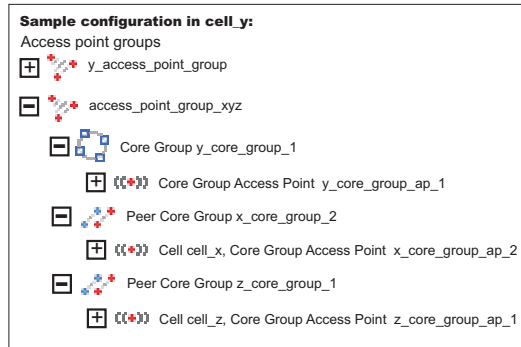 Sample configuration in cell_y:
Access point groups
y_access_point_group
access_point_group_xyz
Core Group y_core_group_1
Core Group Access Point y_core_group_ap_1
Peer Core Group x_core_group_2
Cell cell_x, Core Group Access Point x_core_group_ap_2
Peer Core Group z_core_group_1
Cell cell_z, Core Group Access Point z_core_group_ap_1